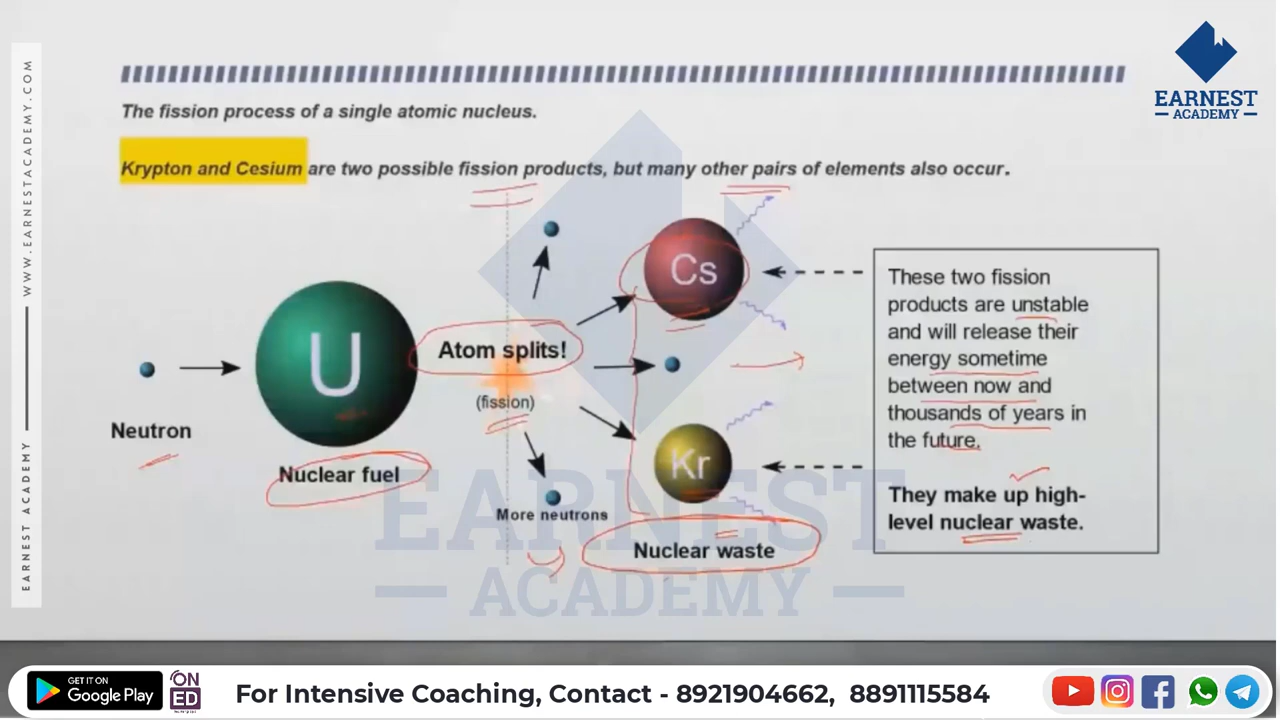 EARNEST
ACADEMY
WWW.EARNESTACADEMY.COM
EARNEST ACADEMY
The fission process of a single atomic nucleus.
Krypton and Cesium are two possible fission products, but many other pairs of elements also occur.
Neutron
U
Nuclear fuel
Atom splits!
(fission)
More neutrons
Cs
Kr
Nuclear waste
These two fission
products are unstable
and will release their
energy sometime
between now and
thousands of years in
the future.
They make up high-
level nuclear waste.
EARNEST
ACADEMY
GET IT ON
Google Play
ON
ED
For Intensive Coaching, Contact - 8921904662, 8891115584